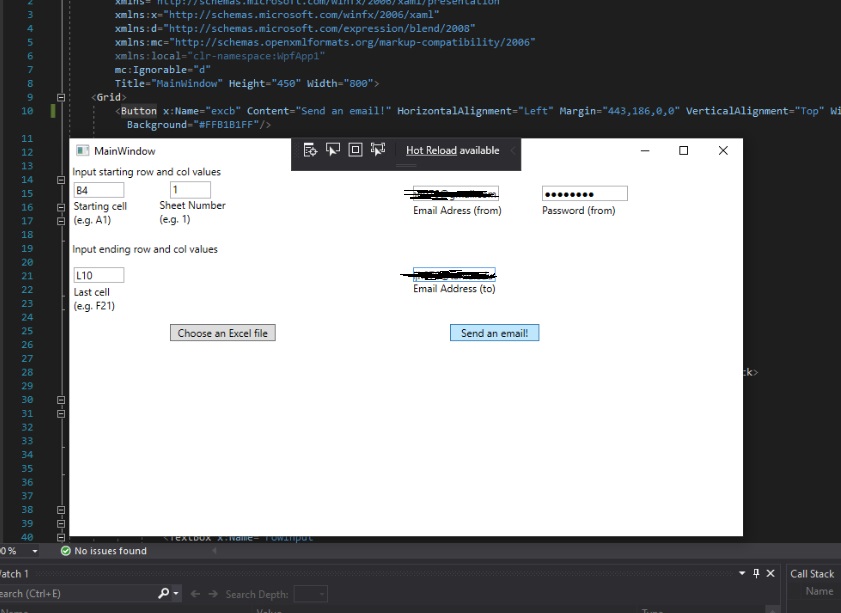 2 xmlns="http://schemas.microsoft.com/winfx/2006/xaml/presentation"
3 xmlns:x="http://schemas.microsoft.com/winfx/2006/xaml"
4 xmlns:d="http://schemas.microsoft.com/expression/blend/2008"
5 xmlns:mc="http://schemas.openxmlformats.org/markup-compatibility/2006"
6 xmlns:local="clr-namespace:WpfApp1"
7 mc:Ignorable="d"
8 Title="MainWindow" Height="450" Width="800">
9 <Grid>
10 <Button x:Name="excb" Content="Send an email!" HorizontalAlignment="Left" Margin="443,186,0,0" VerticalAlignment="Top" Wi
Background="#FFB1B1FF"/>
11
12 MainWindow Hot Reload available
13 Input starting row and col values
14
15 B4 1
16 Starting cell Sheet Number Email Adress (from) Password (from)
17 (e.g. A1) (e.g. 1)
18
19 Input ending row and col values
20
21 L10
22 Last cell Email Address (to)
23 (e.g. F21)
24
25 Choose an Excel file Send an email!
26
27
28 ck>
29
30
31
32
33
34
35
36
37
38
39
40 <TextBox x:Name="rowInput"
0 % No issues found
atch 1 Call Stack
earch (Ctrl+E) Search Depth: Name
Name Value Type